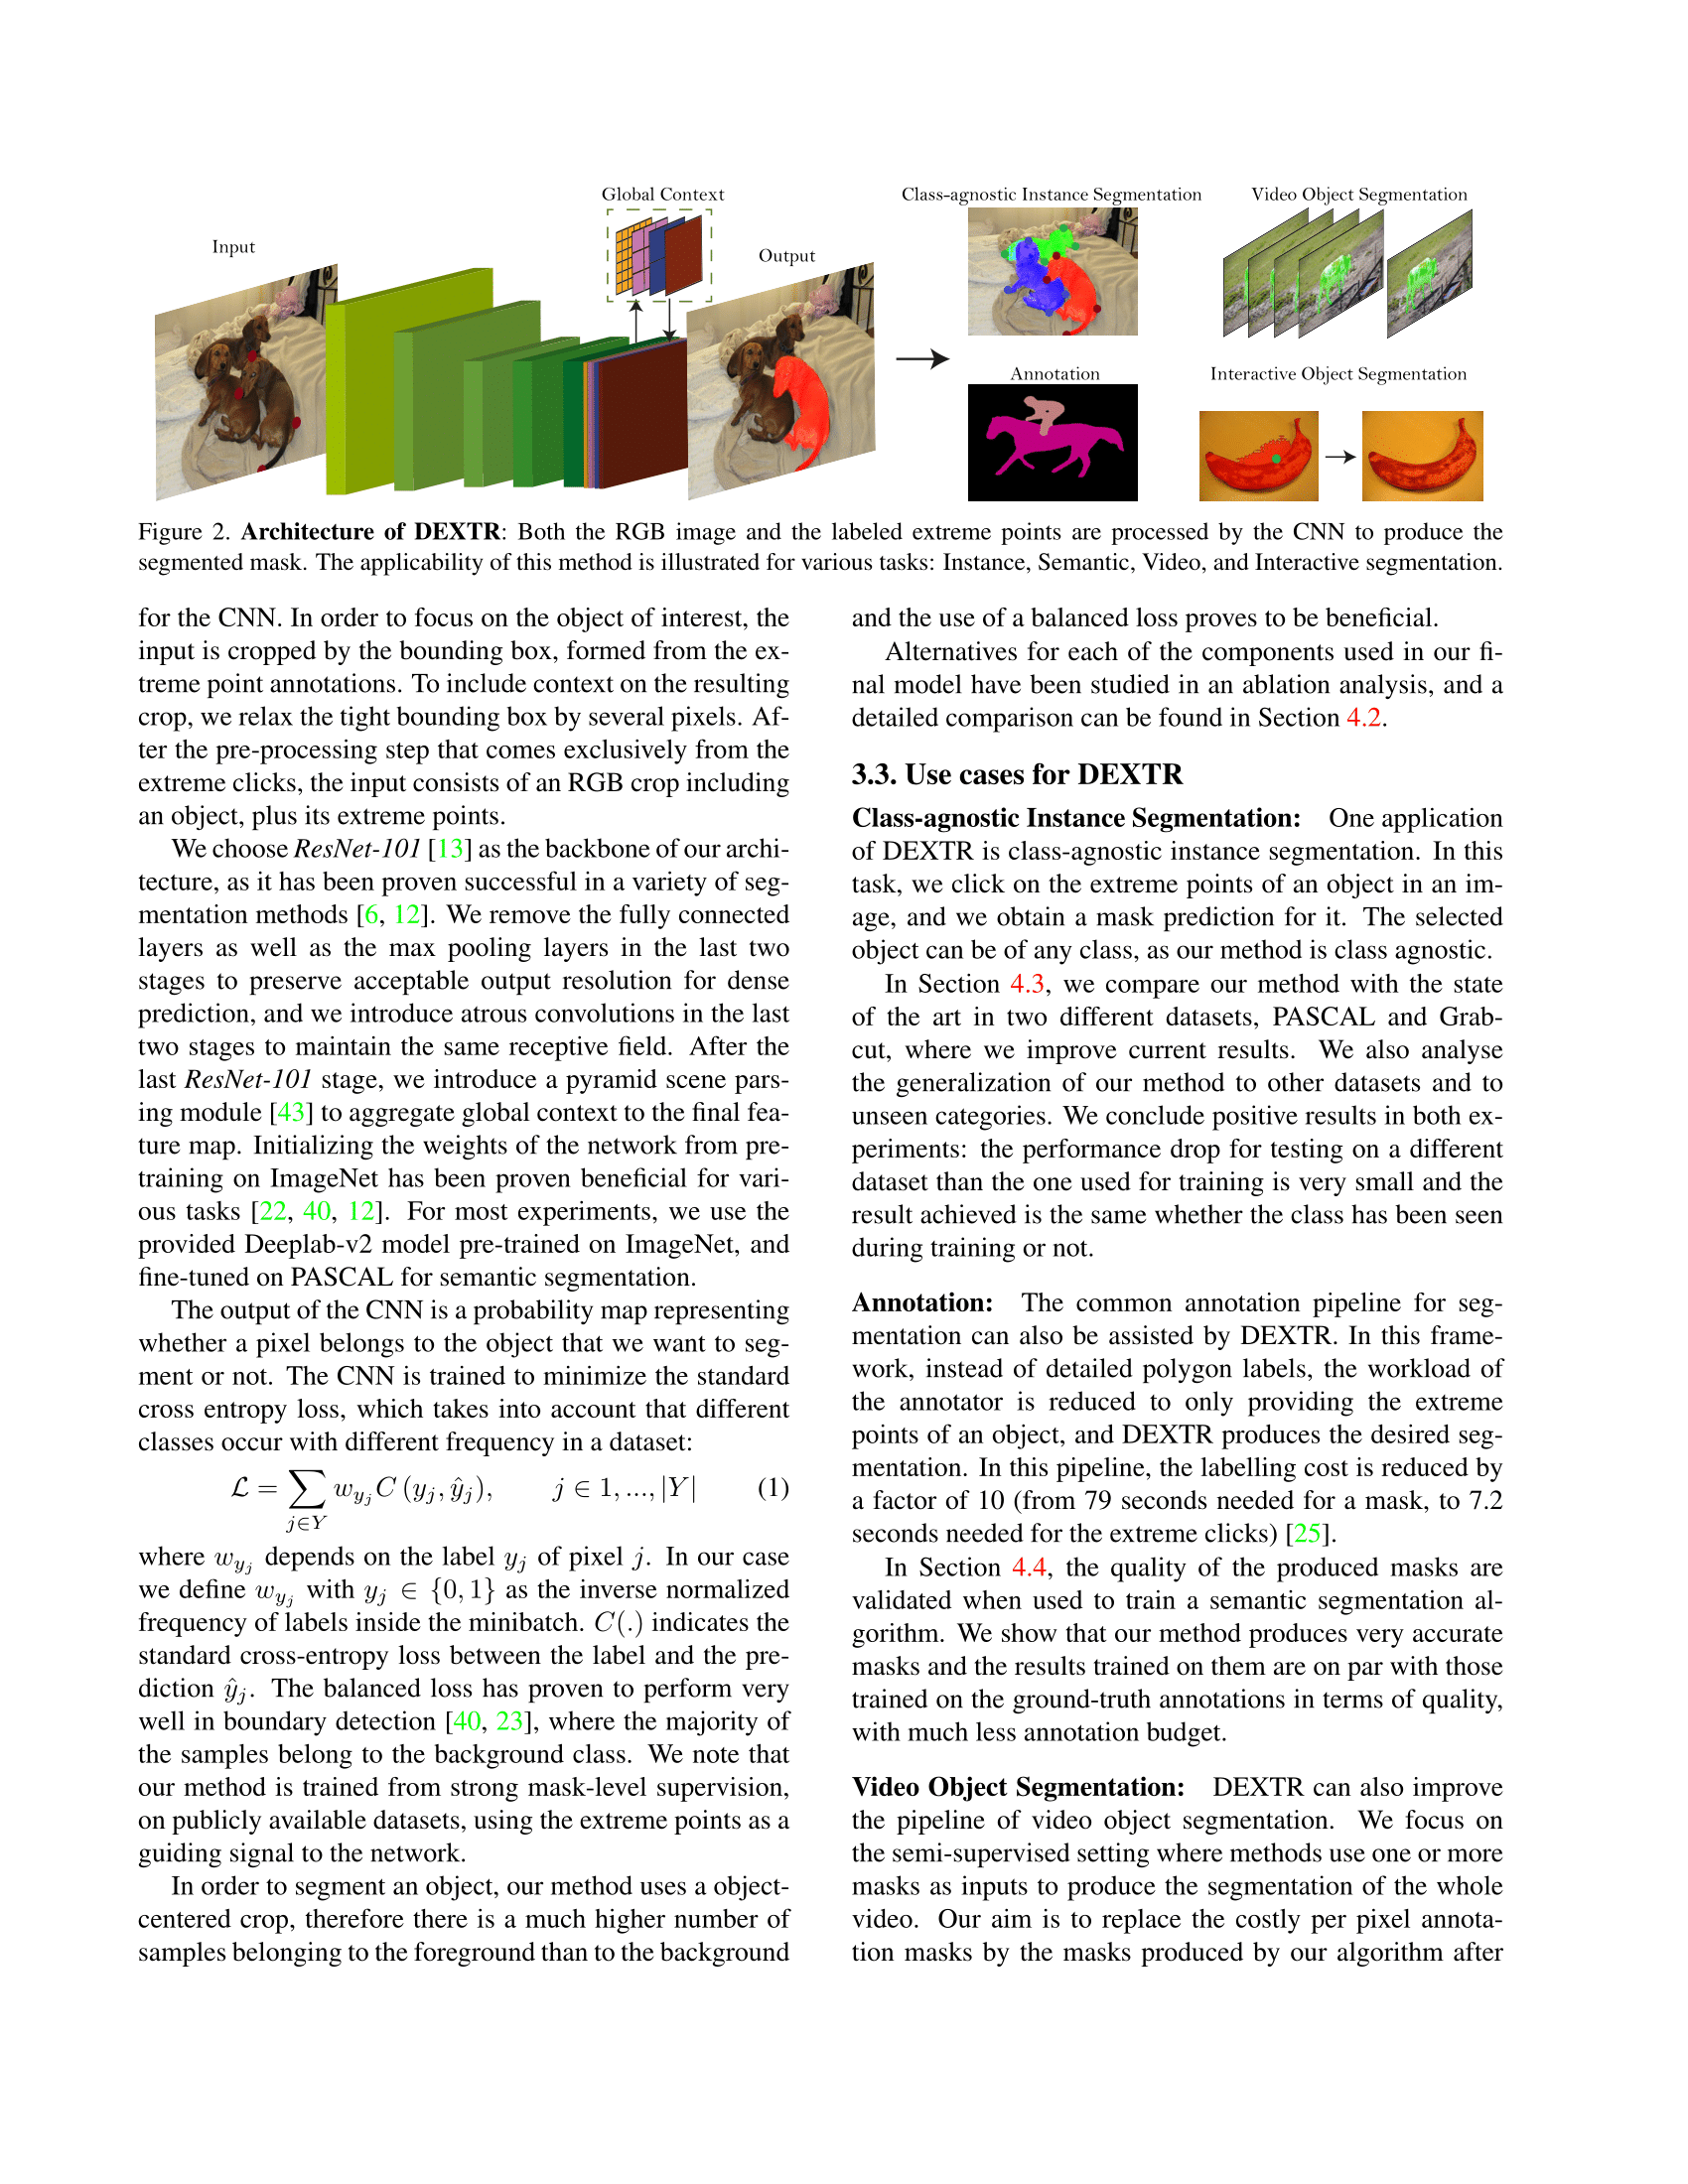 Global Context
Class-agnostic Instance Segmentation
Video Object Segmentation
Input
Output
Annotation
Interactive Object Segmentation
Figure 2. Architecture of DEXTR: Both the RGB image and the labeled extreme points are processed by the CNN to produce the
segmented mask. The applicability of this method is illustrated for various tasks: Instance, Semantic, Video, and Interactive segmentation.
for the CNN. In order to focus on the object of interest, the
input is cropped by the bounding box, formed from the ex-
treme point annotations. To include context on the resulting
crop, we relax the tight bounding box by several pixels. Af-
ter the pre-processing step that comes exclusively from the
extreme clicks, the input consists of an RGB crop including
an object, plus its extreme points.
We choose ResNet-101 [13] as the backbone of our archi-
tecture, as it has been proven successful in a variety of seg-
mentation methods [6, 12]. We remove the fully connected
layers as well as the max pooling layers in the last two
stages to preserve acceptable output resolution for dense
prediction, and we introduce atrous convolutions in the last
two stages to maintain the same receptive field. After the
last ResNet-101 stage, we introduce a pyramid scene pars-
ing module [43] to aggregate global context to the final fea-
ture map. Initializing the weights of the network from pre-
training on ImageNet has been proven beneficial for vari-
ous tasks [22, 40, 12]. For most experiments, we use the
provided Deeplab-v2 model pre-trained on ImageNet, and
fine-tuned on PASCAL for semantic segmentation.
The output of the CNN is a probability map representing
whether a pixel belongs to the object that we want to seg-
ment or not. The CNN is trained to minimize the standard
cross entropy loss, which takes into account that different
classes occur with different frequency in a dataset:
ℒ = ∑_{j∈Y} w_{y_j} C (y_j, ŷ_j),    j ∈ 1, ..., |Y|    (1)
where w_{y_j} depends on the label y_j of pixel j. In our case
we define w_{y_j} with y_j ∈ {0, 1} as the inverse normalized
frequency of labels inside the minibatch. C(.) indicates the
standard cross-entropy loss between the label and the pre-
diction ŷ_j. The balanced loss has proven to perform very
well in boundary detection [40, 23], where the majority of
the samples belong to the background class. We note that
our method is trained from strong mask-level supervision,
on publicly available datasets, using the extreme points as a
guiding signal to the network.
In order to segment an object, our method uses a object-
centered crop, therefore there is a much higher number of
samples belonging to the foreground than to the background
and the use of a balanced loss proves to be beneficial.
Alternatives for each of the components used in our fi-
nal model have been studied in an ablation analysis, and a
detailed comparison can be found in Section 4.2.
3.3. Use cases for DEXTR
Class-agnostic Instance Segmentation: One application
of DEXTR is class-agnostic instance segmentation. In this
task, we click on the extreme points of an object in an im-
age, and we obtain a mask prediction for it. The selected
object can be of any class, as our method is class agnostic.
In Section 4.3, we compare our method with the state
of the art in two different datasets, PASCAL and Grab-
cut, where we improve current results. We also analyse
the generalization of our method to other datasets and to
unseen categories. We conclude positive results in both ex-
periments: the performance drop for testing on a different
dataset than the one used for training is very small and the
result achieved is the same whether the class has been seen
during training or not.
Annotation: The common annotation pipeline for seg-
mentation can also be assisted by DEXTR. In this frame-
work, instead of detailed polygon labels, the workload of
the annotator is reduced to only providing the extreme
points of an object, and DEXTR produces the desired seg-
mentation. In this pipeline, the labelling cost is reduced by
a factor of 10 (from 79 seconds needed for a mask, to 7.2
seconds needed for the extreme clicks) [25].
In Section 4.4, the quality of the produced masks are
validated when used to train a semantic segmentation al-
gorithm. We show that our method produces very accurate
masks and the results trained on them are on par with those
trained on the ground-truth annotations in terms of quality,
with much less annotation budget.
Video Object Segmentation: DEXTR can also improve
the pipeline of video object segmentation. We focus on
the semi-supervised setting where methods use one or more
masks as inputs to produce the segmentation of the whole
video. Our aim is to replace the costly per pixel annota-
tion masks by the masks produced by our algorithm after